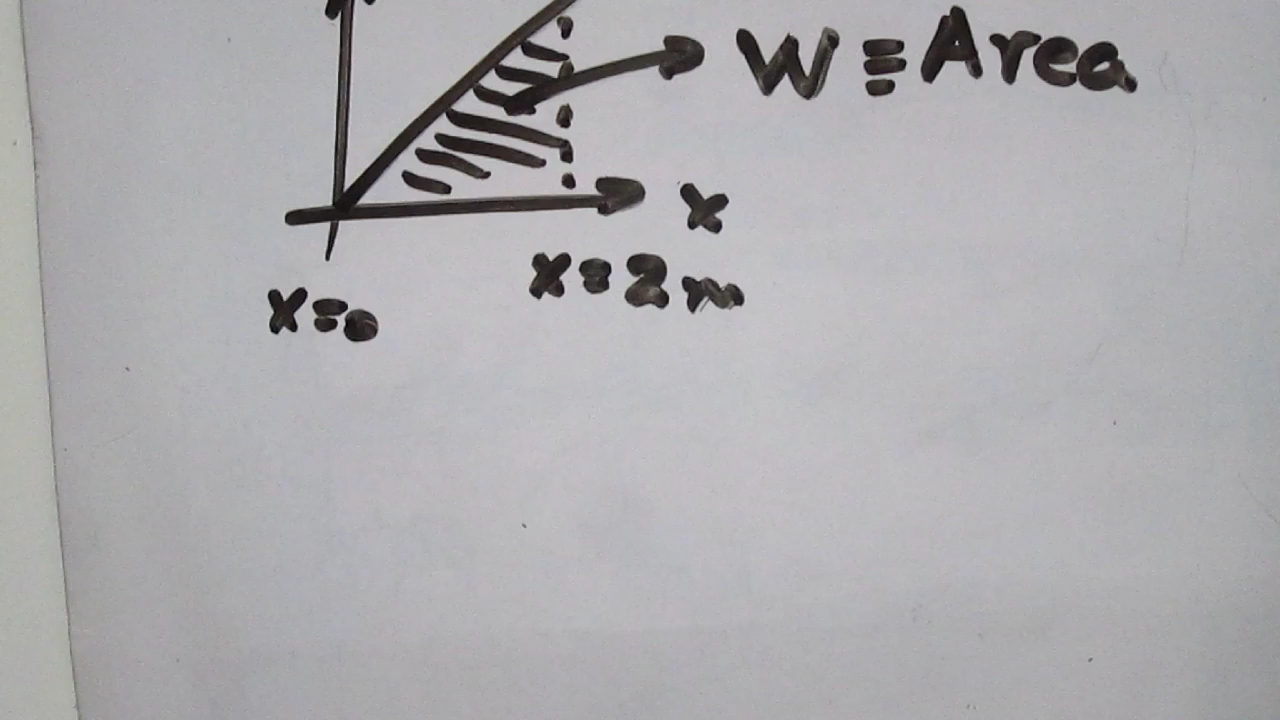 W ≡ Area
x
x = 2 m
x = 0